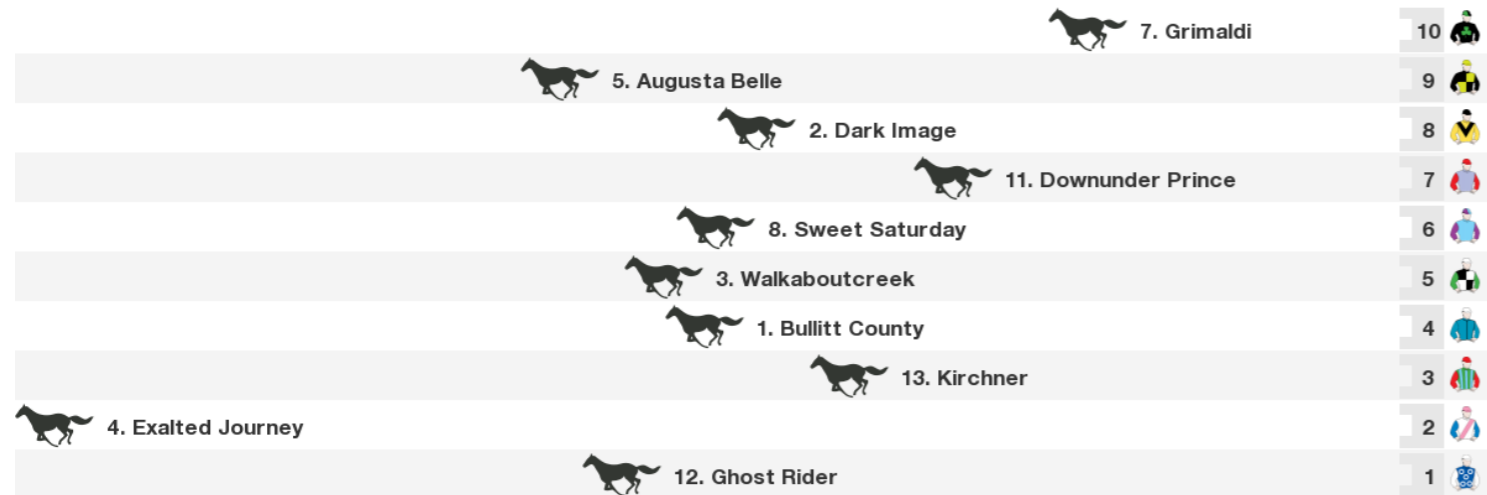 7. Grimaldi 10
5. Augusta Belle 9
2. Dark Image 8
11. Downunder Prince 7
8. Sweet Saturday 6
3. Walkaboutcreek 5
1. Bullitt County 4
13. Kirchner 3
4. Exalted Journey 2
12. Ghost Rider 1